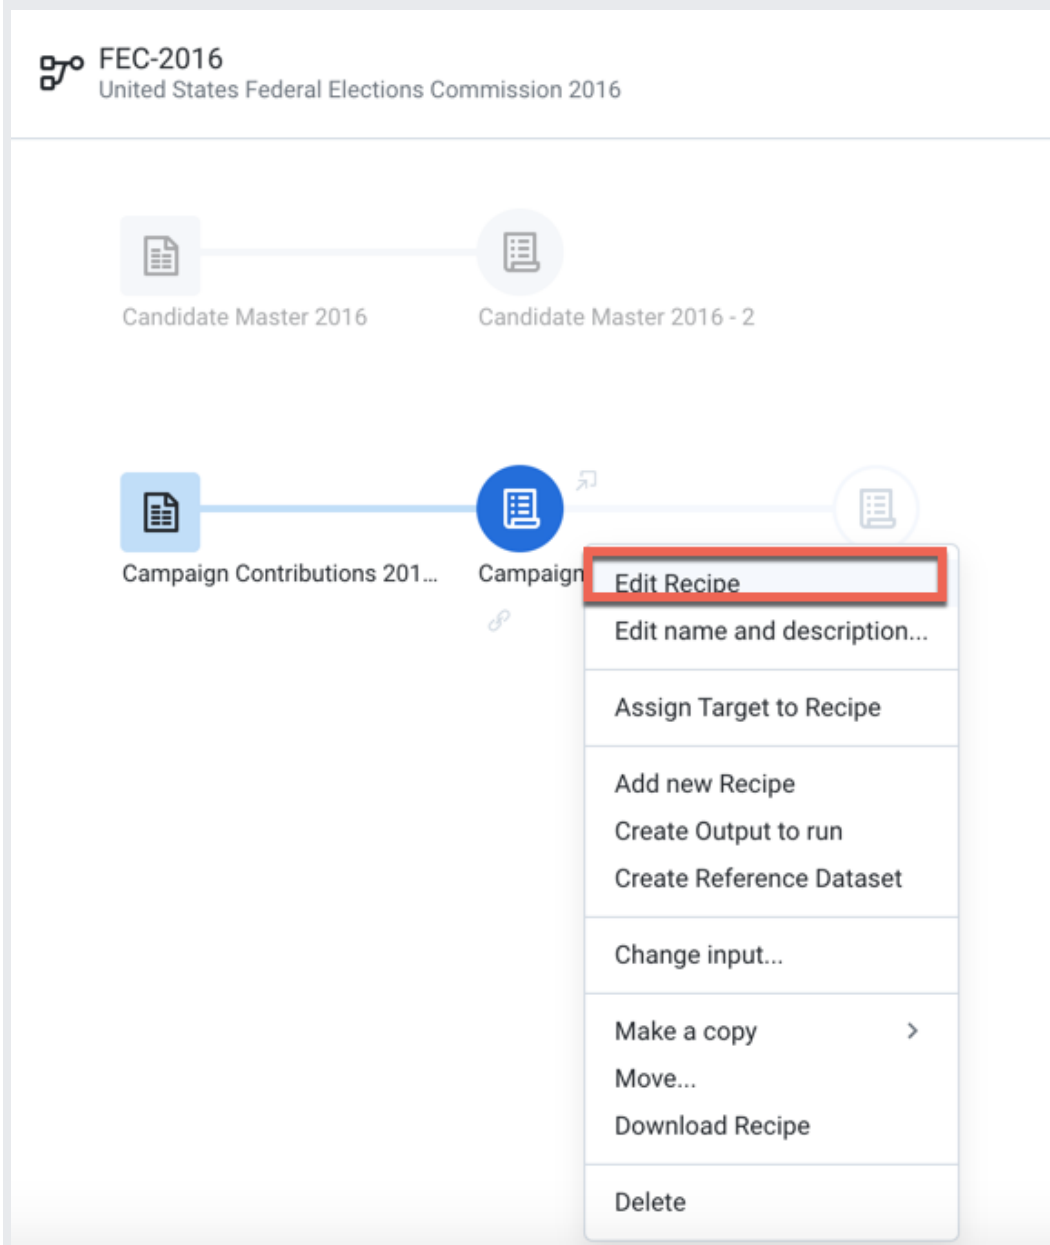 FEC-2016
United States Federal Elections Commission 2016
Candidate Master 2016
Candidate Master 2016 - 2
Campaign Contributions 201...
Campaign
Edit Recipe
Edit name and description...
Assign Target to Recipe
Add new Recipe
Create Output to run
Create Reference Dataset
Change input...
Make a copy
Move...
Download Recipe
Delete